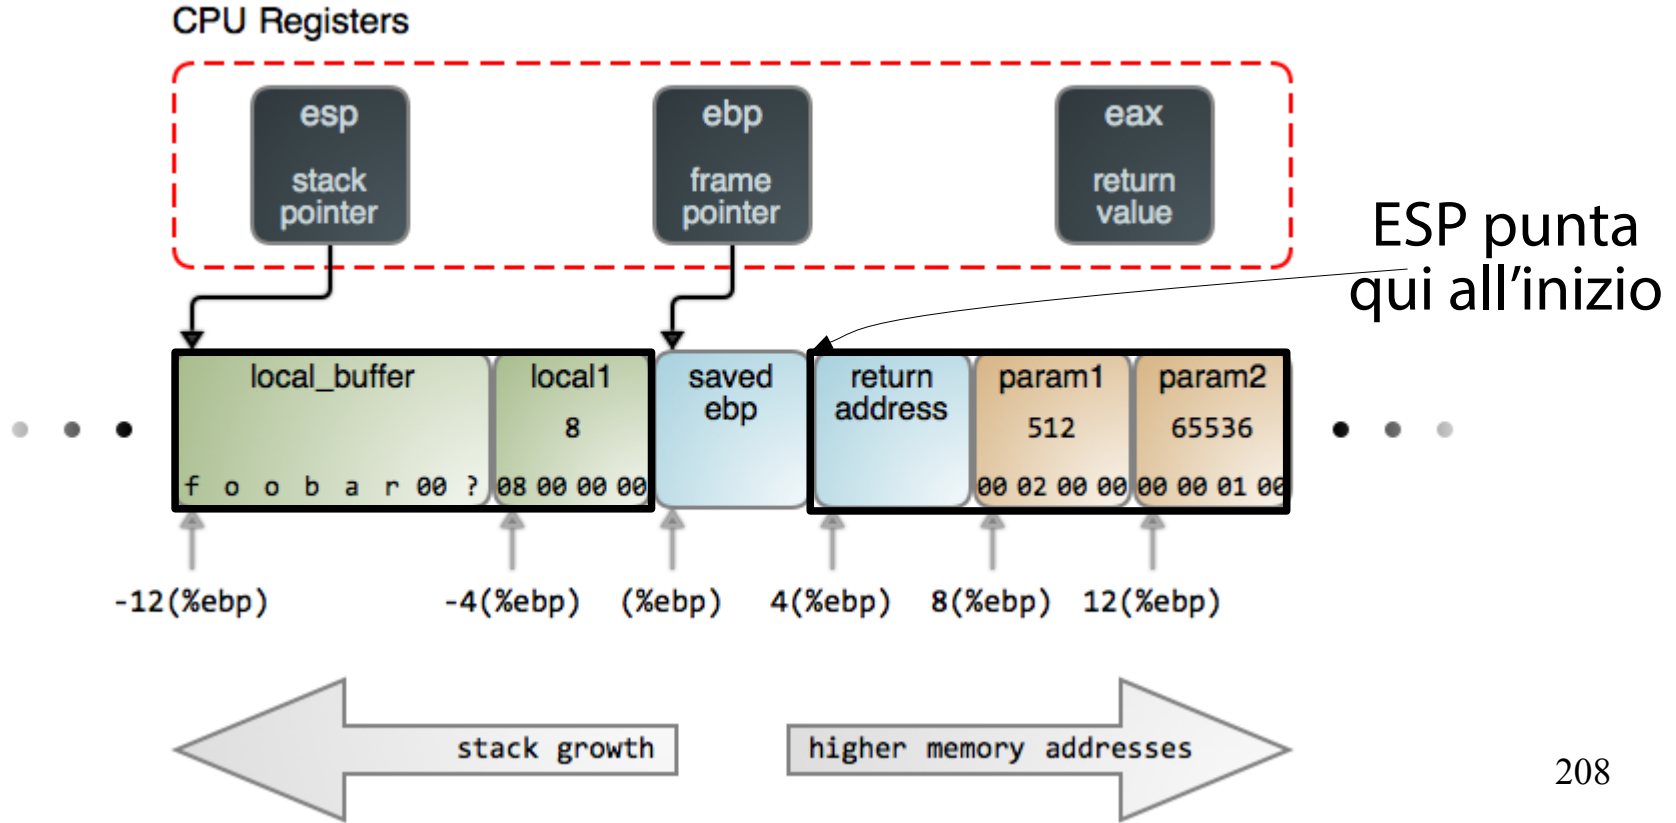 CPU Registers
esp
stack
pointer
ebp
frame
pointer
eax
return
value
ESP punta
qui all'inizio
local_buffer
f o o b a r 00 ?
local1
8
08 00 00 00
saved
ebp
return
address
param1
512
00 02 00 00
param2
65536
00 00 01 00
-12(%ebp)
-4(%ebp)
(%ebp)
4(%ebp)
8(%ebp)
12(%ebp)
stack growth
higher memory addresses
208